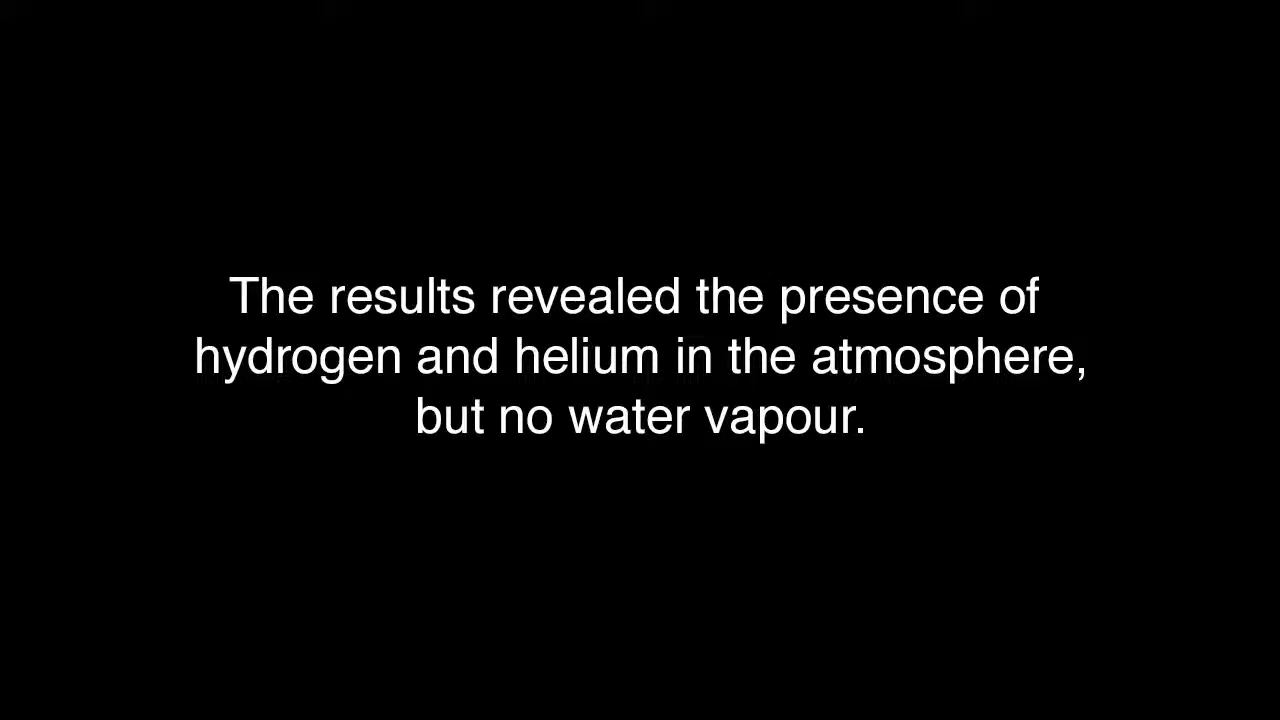 The results revealed the presence of
hydrogen and helium in the atmosphere,
but no water vapour.